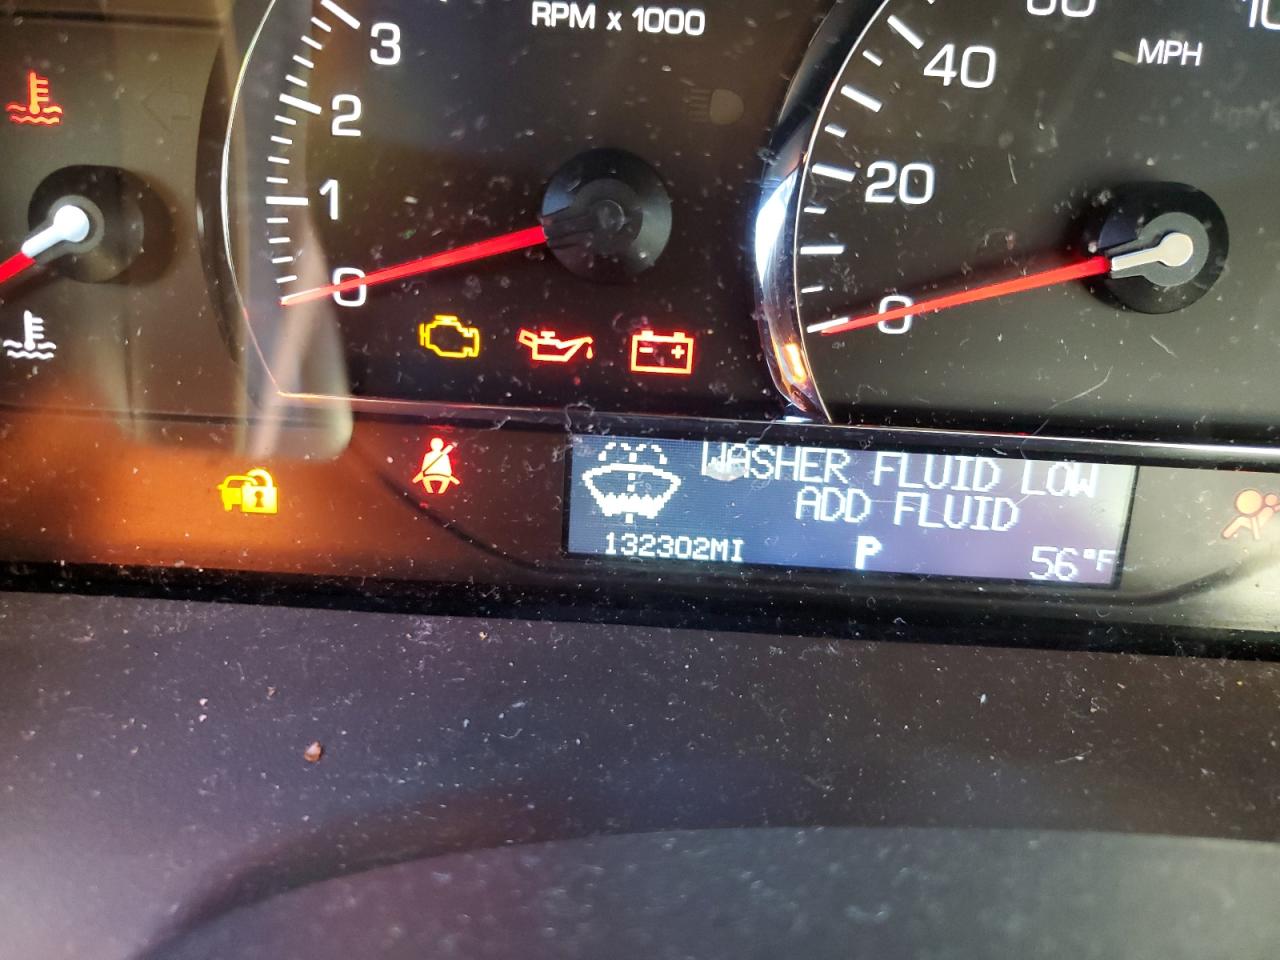 RPM x 1000
3
2
1
0
MPH
40
20
0
WASHER FLUID LOW
ADD FLUID
132302MI P 56°F